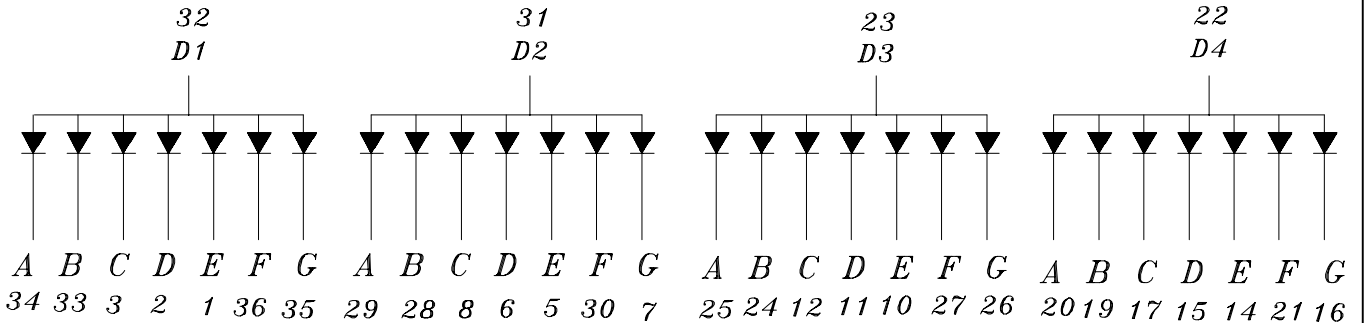 32 31 23 22
D1 D2 D3 D4
A B C D E F G A B C D E F G A B C D E F G A B C D E F G
34 33 3 2 1 36 35 29 28 8 6 5 30 7 25 24 12 11 10 27 26 20 19 17 15 14 21 16